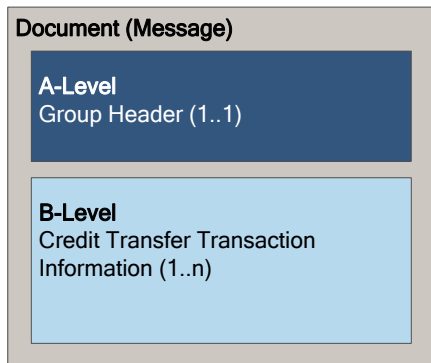 Document (Message)
A-Level
Group Header (1..1)
B-Level
Credit Transfer Transaction
Information (1..n)